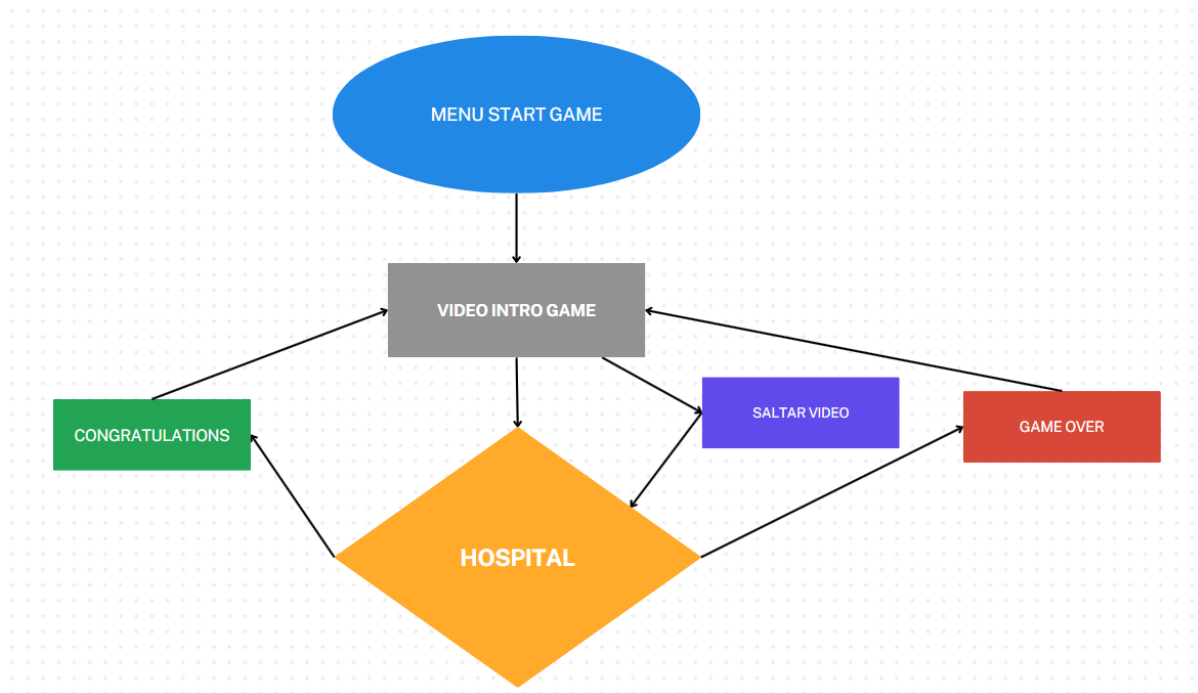 MENU START GAME
VIDEO INTRO GAME
SALTAR VIDEO
GAME OVER
CONGRATULATIONS
HOSPITAL